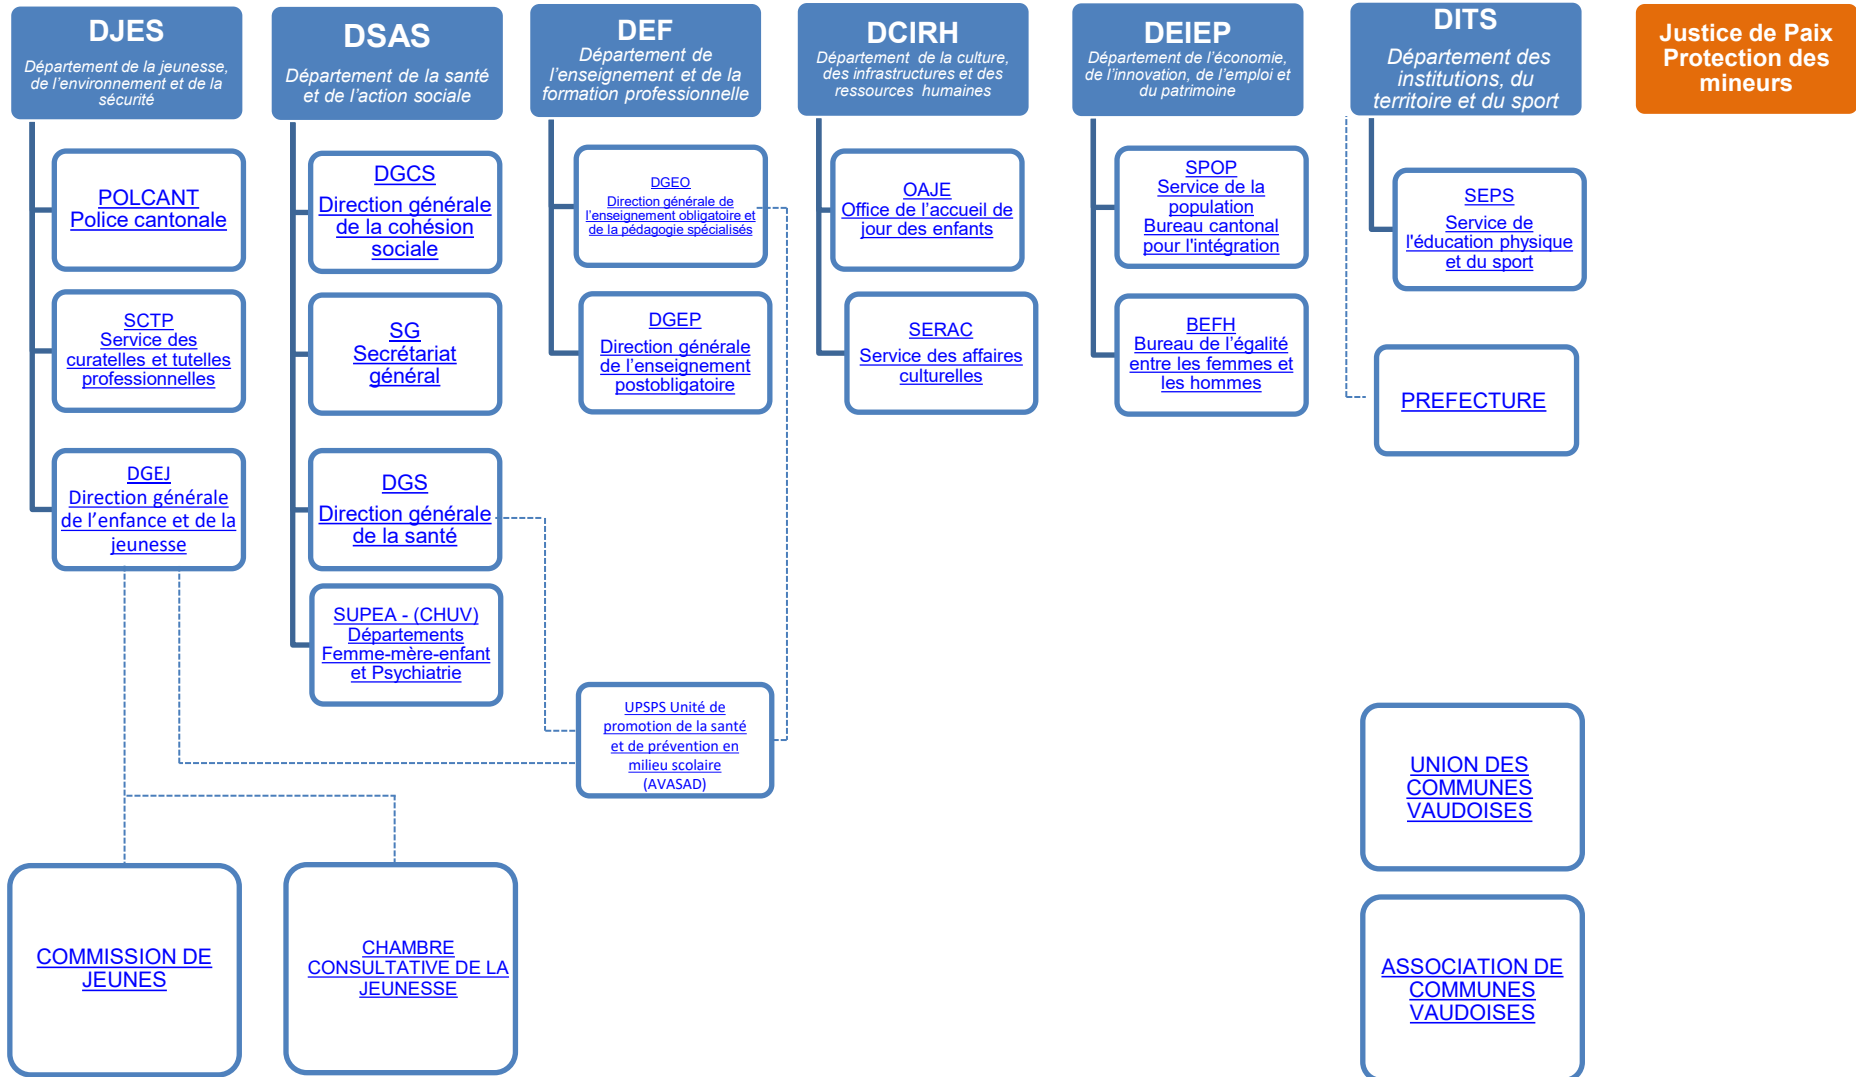 DJES
Département de la jeunesse,
de l'environnement et de la
sécurité
POLCANT
Police cantonale
SCTP
Service des
curatelles et tutelles
professionnelles
DGEJ
Direction générale
de l'enfance et de la
jeunesse
COMMISSION DE
JEUNES
DSAS
Département de la santé
et de l'action sociale
DGCS
Direction générale
de la cohésion
sociale
SG
Secrétariat
général
DGS
Direction générale
de la santé
SUPEA - (CHUV)
Départements
Femme-mère-enfant
et Psychiatrie
CHAMBRE
CONSULTATIVE DE LA
JEUNESSE
DEF
Département de
l'enseignement et de la
formation professionnelle
DGEO
Direction générale de
l'enseignement obligatoire et
de la pédagogie spécialisés
DGEP
Direction générale
de l'enseignement
postobligatoire
UPSPS Unité de
promotion de la santé
et de prévention en
milieu scolaire
(AVASAD)
DCIRH
Département de la culture,
des infrastructures et des
ressources humaines
OAJE
Office de l'accueil de
jour des enfants
SERAC
Service des affaires
culturelles
DEIEP
Département de l'économie,
de l'innovation, de l'emploi et
du patrimoine
SPOP
Service de la
population
Bureau cantonal
pour l'intégration
BEFH
Bureau de l'égalité
entre les femmes et
les hommes
DITS
Département des
institutions, du
territoire et du sport
SEPS
Service de
l'éducation physique
et du sport
PREFECTURE
UNION DES
COMMUNES
VAUDOISES
ASSOCIATION DE
COMMUNES
VAUDOISES
Justice de Paix
Protection des
mineurs